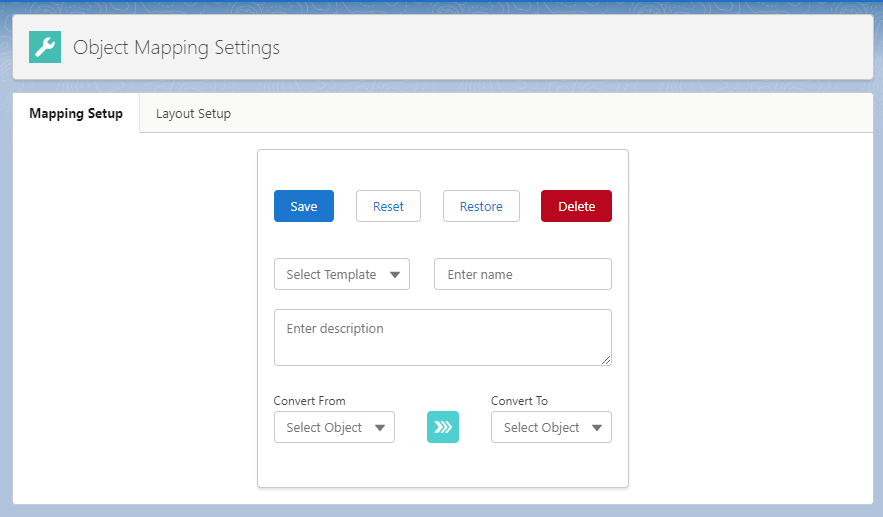 Object Mapping Settings
Mapping Setup Layout Setup
Save Reset Restore Delete
Select Template Enter name
Enter description
Convert From Convert To
Select Object Select Object